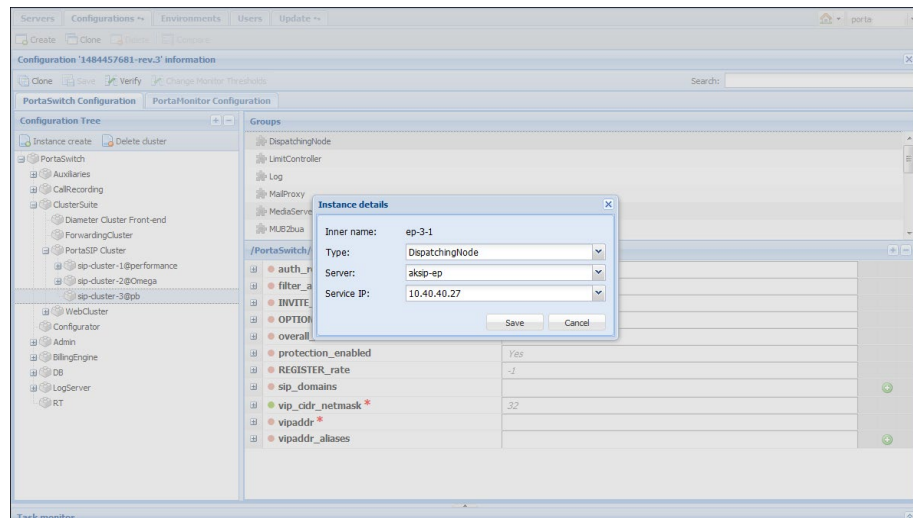 Servers Configurations Environments Users Update porta
Create Clone Delete Compare
Configuration '1484457681-rev.3' information
Clone Save Verify Change Monitor Thresholds Search:
PortaSwitch Configuration PortaMonitor Configuration
Configuration Tree
Instance create Delete cluster
PortaSwitch
Auxiliaries
CallRecording
ClusterSuite
Diameter Cluster Front-end
ForwardingCluster
PortaSIP Cluster
sip-cluster-1@performance
sip-cluster-2@Omega
sip-cluster-3@pb
WebCluster
Configurator
Admin
BillingEngine
DB
LogServer
RT
Groups
DispatchingNode
LimitController
Log
MailProxy
MediaServe
MUB2bua
Instance details
Inner name: ep-3-1
Type: DispatchingNode
Server: aksip-ep
Service IP: 10.40.40.27
Save Cancel
/PortaSwitch/
auth_r
filter_a
INVITE_
OPTION
overall_
protection_enabled Yes
REGISTER_rate -1
sip_domains
vip_cidr_netmask * 32
vipaddr *
vipaddr_aliases
Task monitor